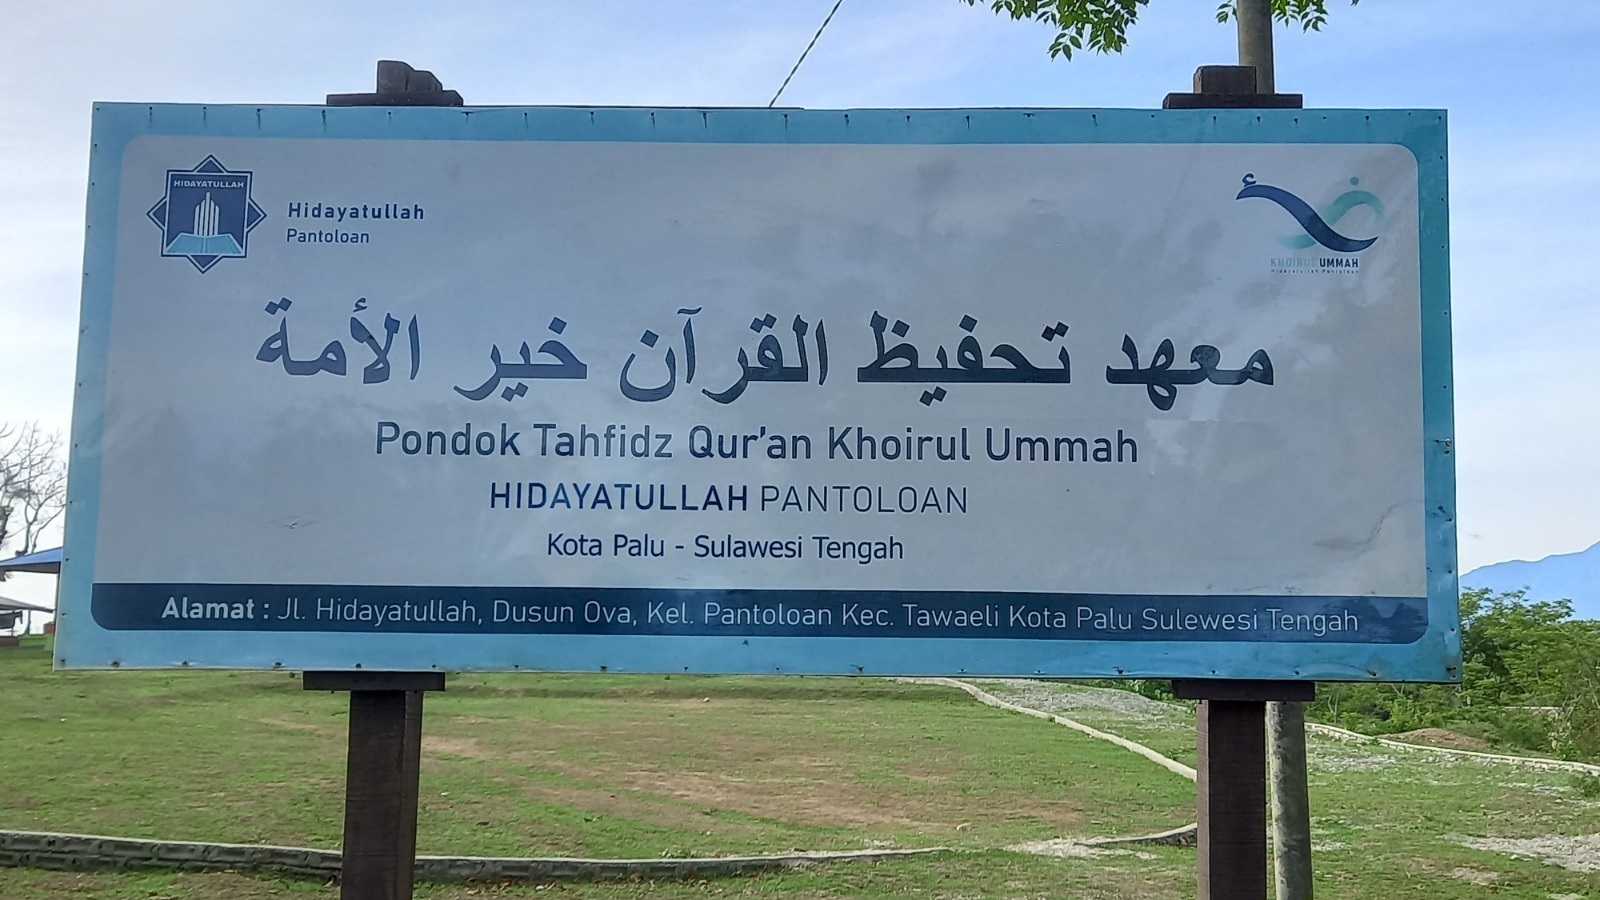 HIDAYATULLAH
Hidayatullah
Pantoloan
KHOIRUL UMMAH
Hidayatullah Pantoloan
معهد تحفيظ القرآن خير الأمة
Pondok Tahfidz Qur'an Khoirul Ummah
HIDAYATULLAH PANTOLOAN
Kota Palu - Sulawesi Tengah
Alamat : Jl. Hidayatullah, Dusun Ova, Kel. Pantoloan Kec. Tawaeli Kota Palu Sulewesi Tengah